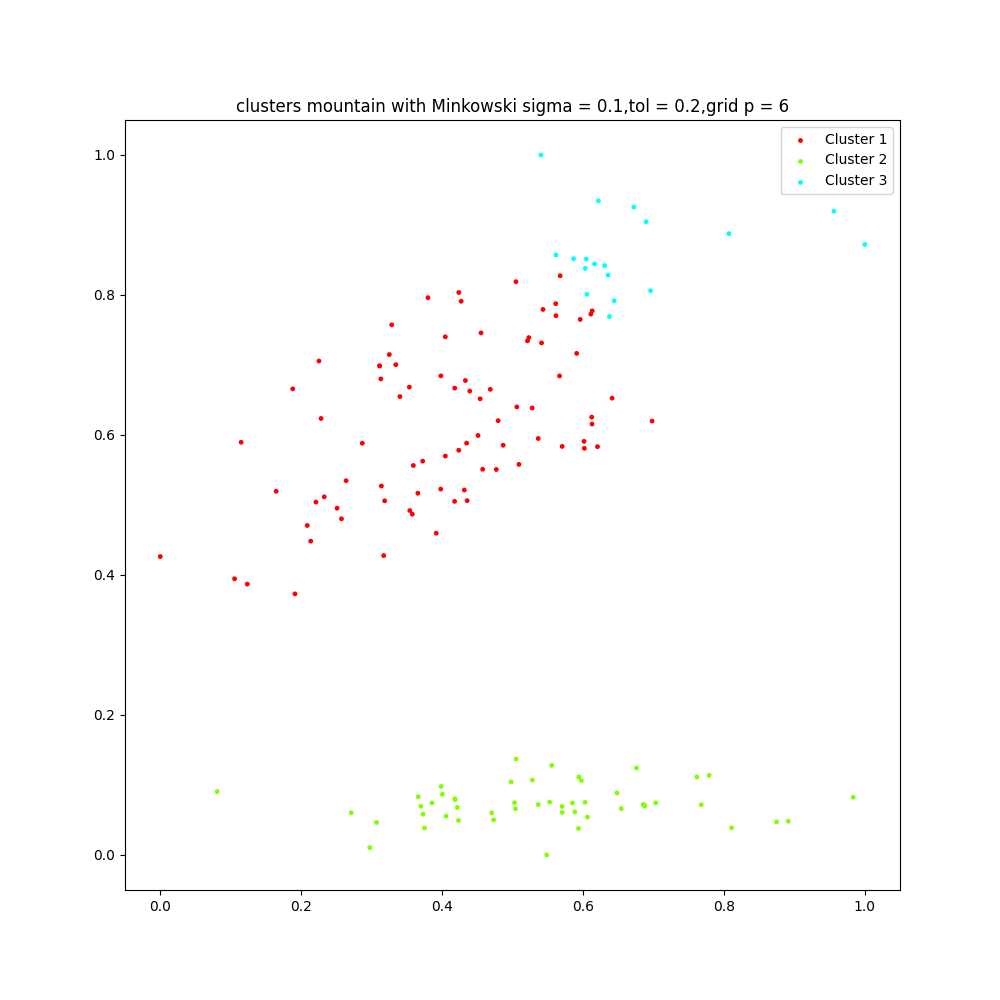 clusters mountain with Minkowski sigma = 0.1,tol = 0.2,grid p = 6
Cluster 1
Cluster 2
Cluster 3
1.0
0.8
0.6
0.4
0.2
0.0
0.0 0.2 0.4 0.6 0.8 1.0